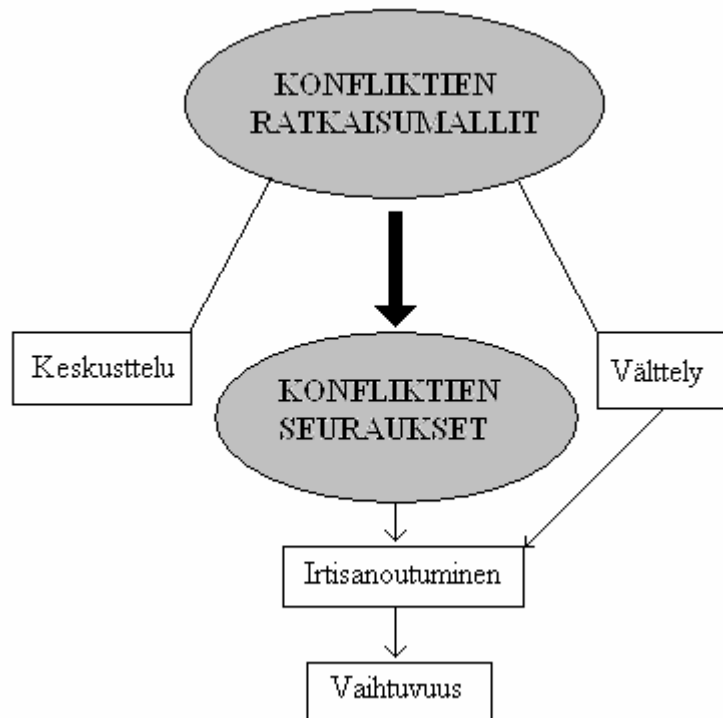 KONFLIKTIEN
RATKAISUMALLIT
Keskusttelu
Välttely
KONFLIKTIEN
SEURAUKSET
Irtisanoutuminen
Vaihtuvuus